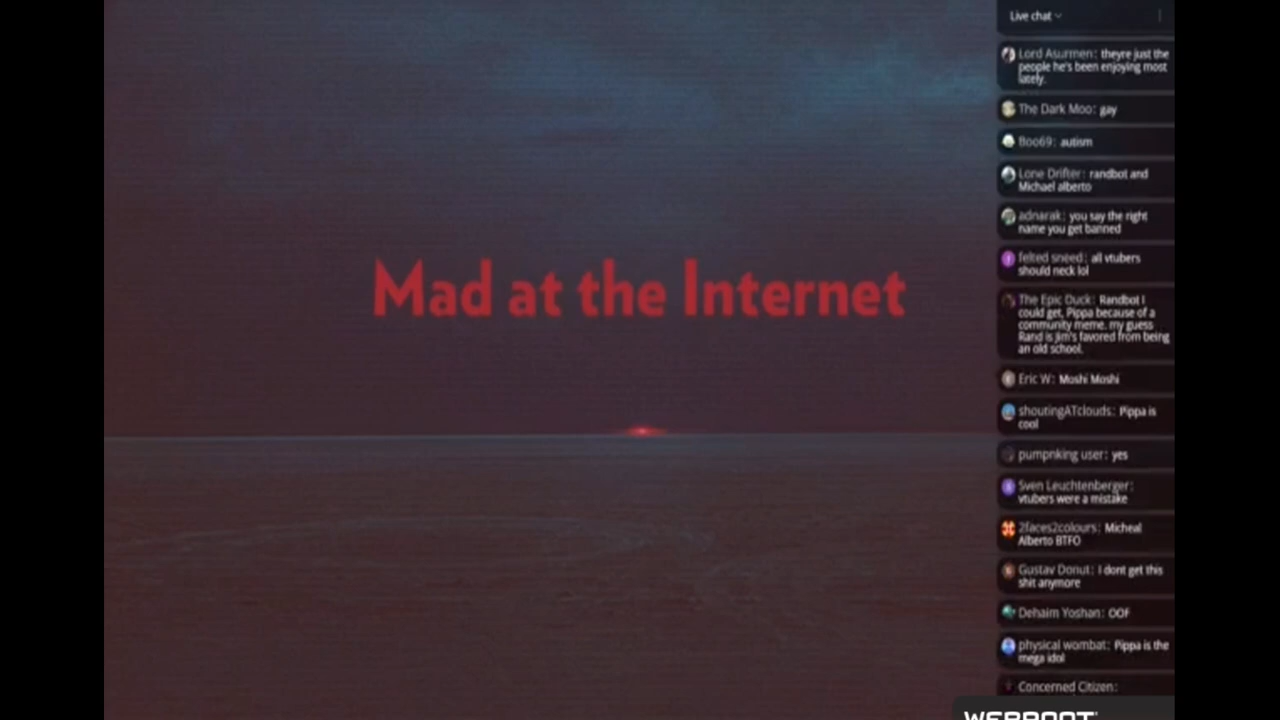 Live chat
Mad at the Internet
Lord Asurmen: theyre just the
people he's been enjoying most
lately.
The Dark Moo: gay
Boo69: autism
Lone Drifter: randbot and
Michael alberto
adnarak: you say the right
name you get banned
felted sneed: all vtubers
should neck lol
The Epic Duck: Randbot I
could get, Pippa because of a
community meme. my guess
Rand is Jim's favored from being
an old school.
Eric W: Moshi Moshi
shoutingATclouds: Pippa is
cool
pumpnking user: yes
Sven Leuchtenberger:
vtubers were a mistake
2faces2colours: Micheal
Alberto BTFO
Gustav Donut: I dont get this
shit anymore
Dehaim Yoshan: OOF
physical wombat: Pippa is the
mega idol
Concerned Citizen:
WEBROOT